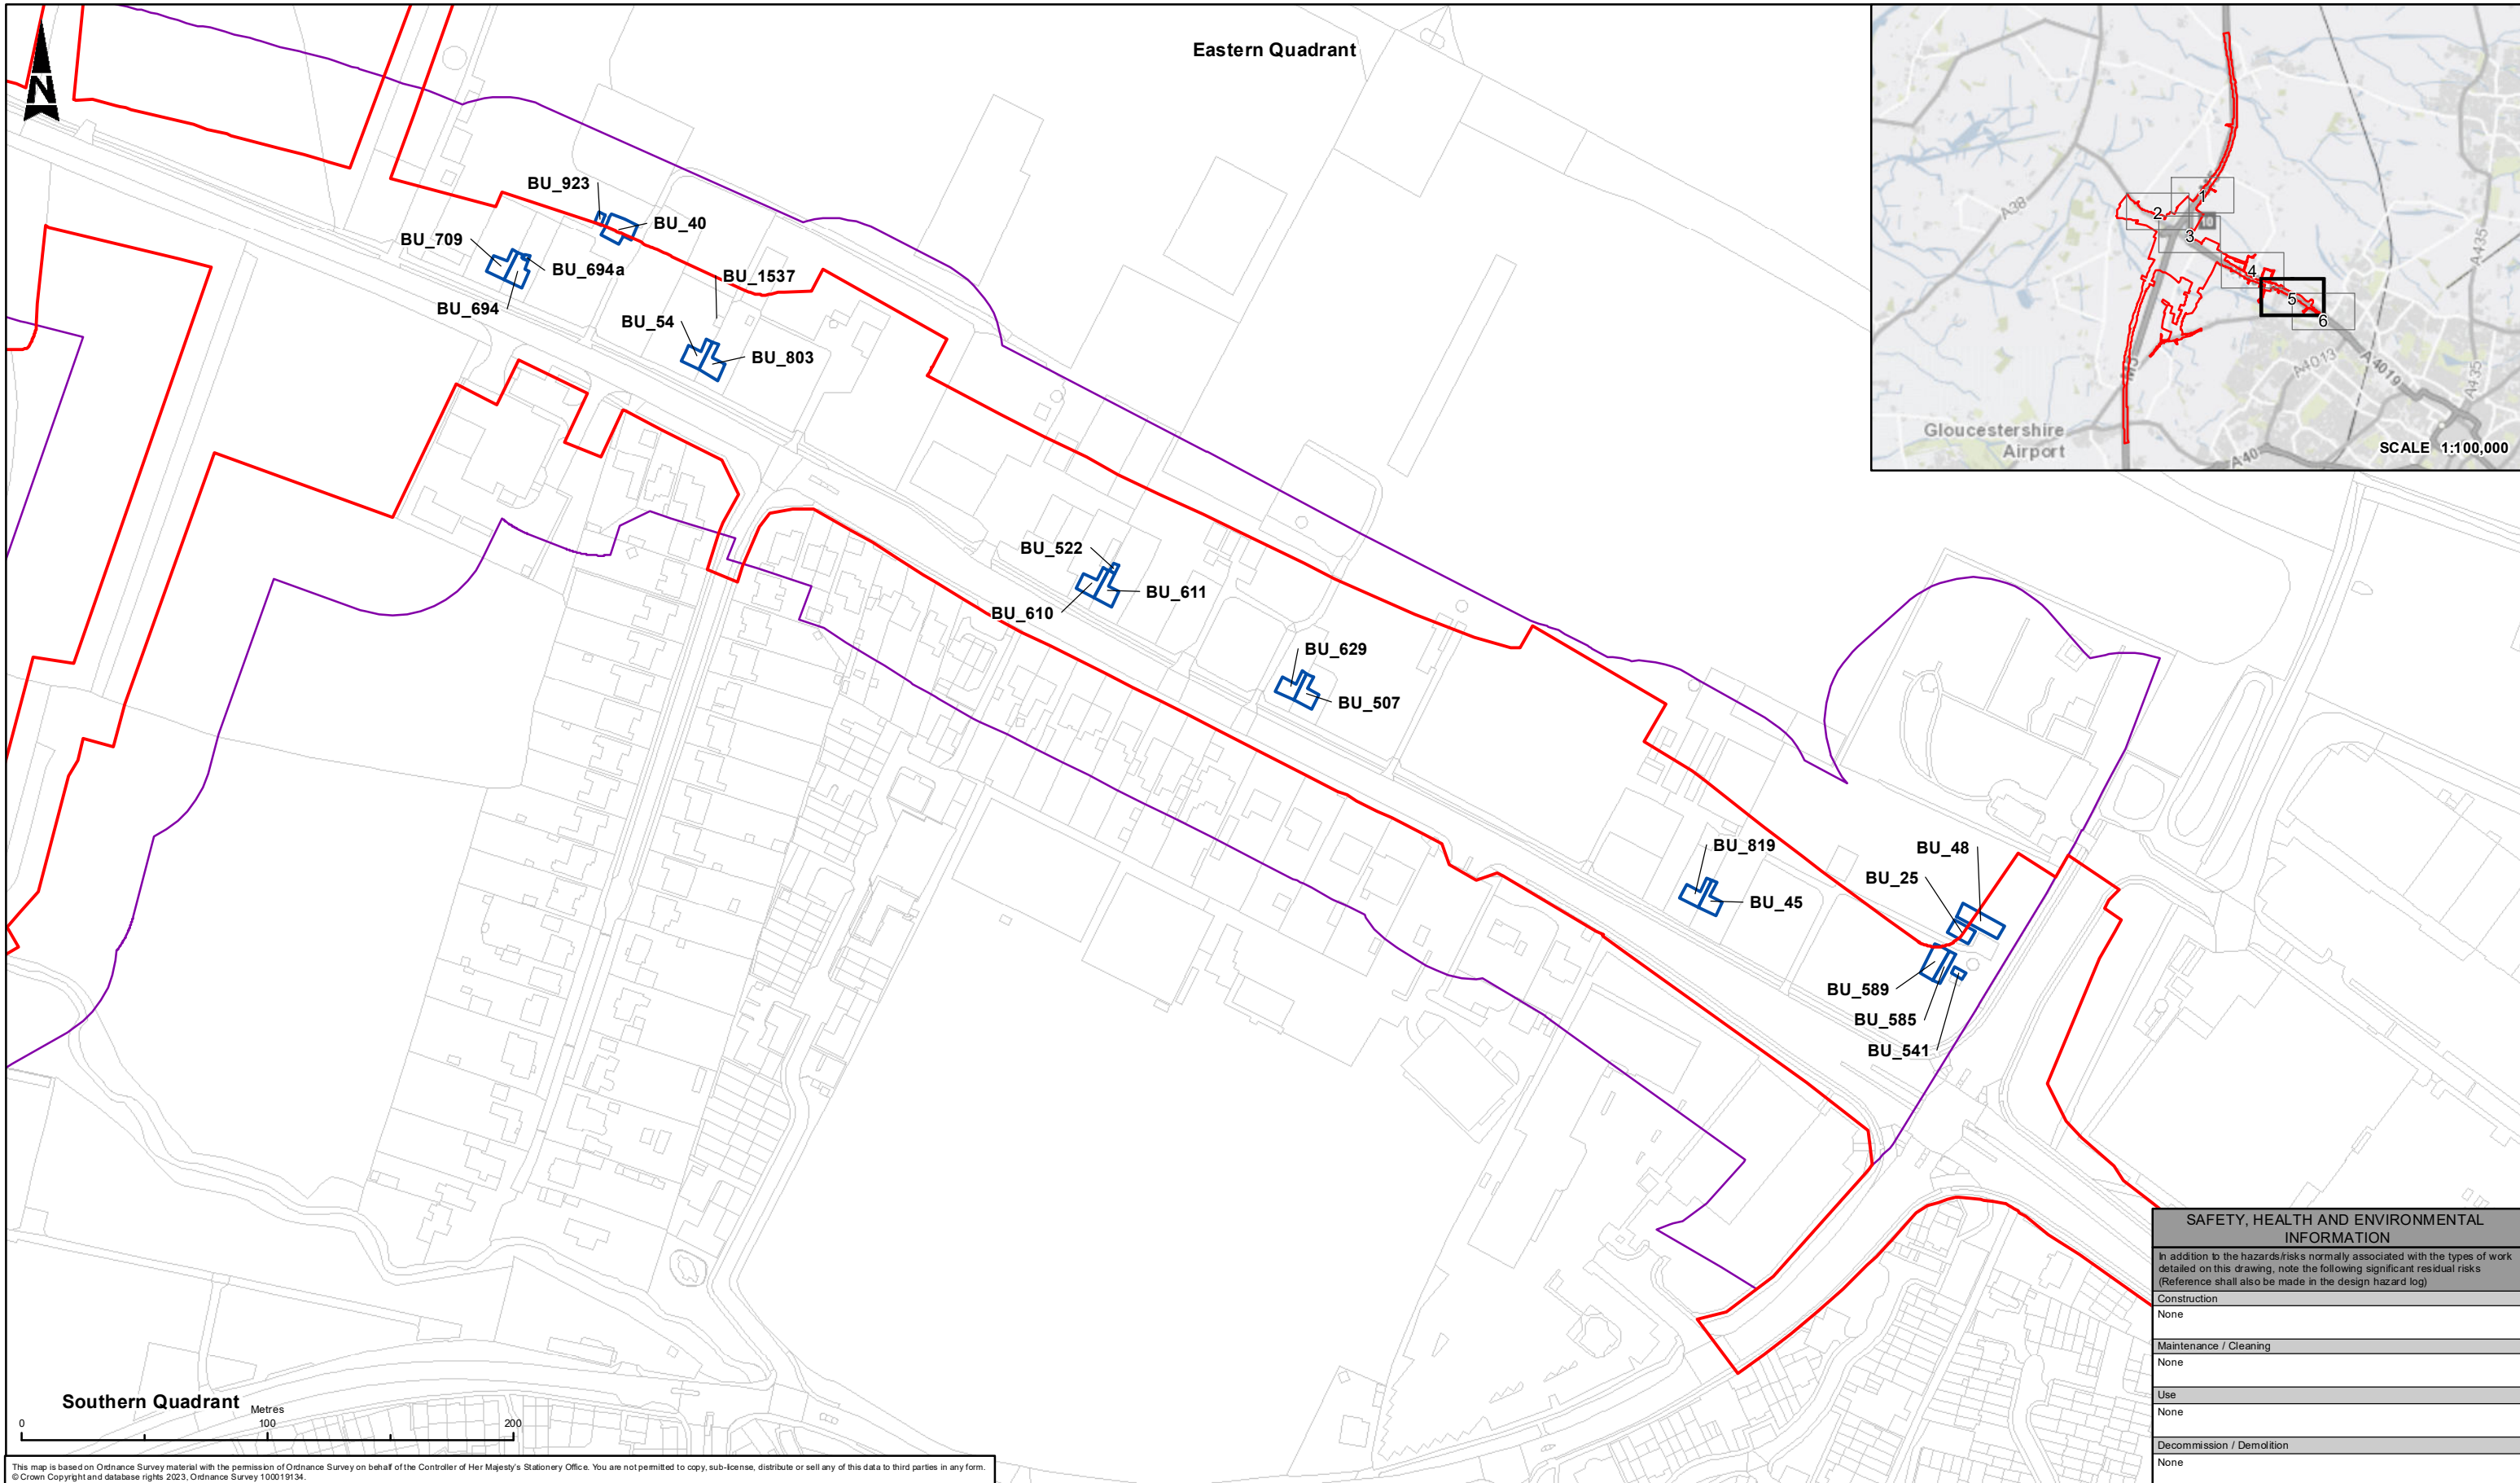 Eastern Quadrant
N
BU_923
BU_40
BU_709
BU_694a
BU_694
BU_1537
BU_54
BU_803
BU_522
BU_611
BU_610
BU_629
BU_507
BU_819
BU_45
BU_48
BU_25
BU_589
BU_585
BU_541
1
2
3
4
5
6
A38
M5
10
A435
A4013
A4019
A435
M5
A40
Gloucestershire
Airport
SCALE 1:100,000
Southern Quadrant
Metres
0 100 200
SAFETY, HEALTH AND ENVIRONMENTAL
INFORMATION
In addition to the hazards/risks normally associated with the types of work
detailed on this drawing, note the following significant residual risks
(Reference shall also be made in the design hazard log)
Construction
None
Maintenance / Cleaning
None
Use
None
Decommission / Demolition
None
This map is based on Ordnance Survey material with the permission of Ordnance Survey on behalf of the Controller of Her Majesty's Stationery Office. You are not permitted to copy, sub-license, distribute or sell any of this data to third parties in any form.
© Crown Copyright and database rights 2023, Ordnance Survey 100019134.